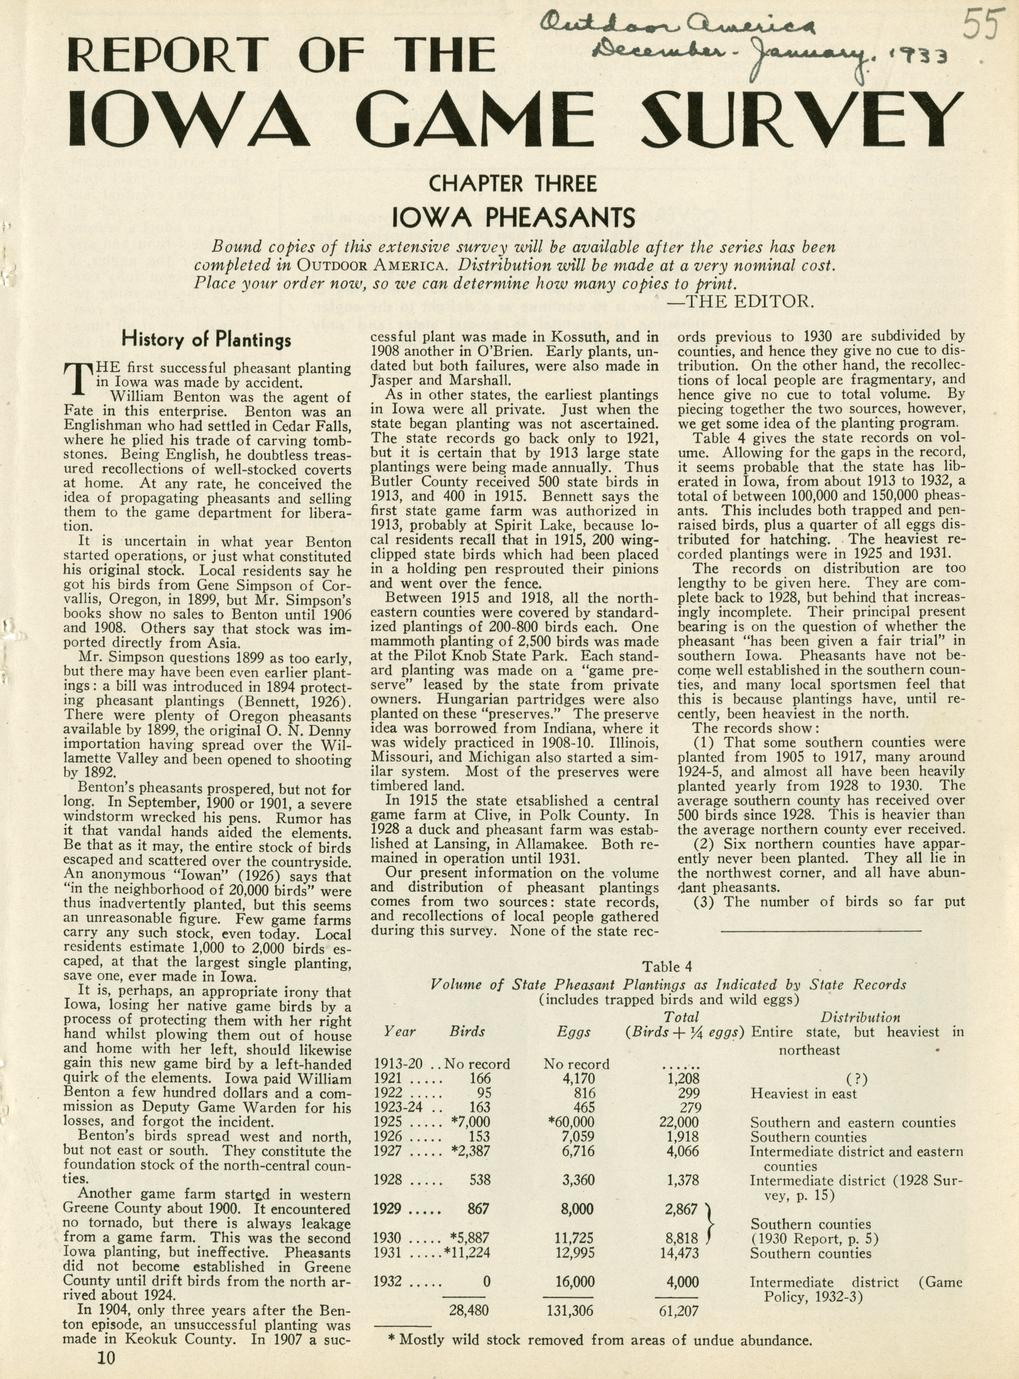 Outdoor America
December - January, 1933
55
REPORT OF THE
IOWA GAME SURVEY
CHAPTER THREE
IOWA PHEASANTS
Bound copies of this extensive survey will be available after the series has been
completed in OUTDOOR AMERICA. Distribution will be made at a very nominal cost.
Place your order now, so we can determine how many copies to print.
—THE EDITOR.
History of Plantings
THE first successful pheasant planting
in Iowa was made by accident.
William Benton was the agent of
Fate in this enterprise. Benton was an
Englishman who had settled in Cedar Falls,
where he plied his trade of carving tomb-
stones. Being English, he doubtless treas-
ured recollections of well-stocked coverts
at home. At any rate, he conceived the
idea of propagating pheasants and selling
them to the game department for libera-
tion.
It is uncertain in what year Benton
started operations, or just what constituted
his original stock. Local residents say he
got his birds from Gene Simpson of Cor-
vallis, Oregon, in 1899, but Mr. Simpson's
books show no sales to Benton until 1906
and 1908. Others say that stock was im-
ported directly from Asia.
Mr. Simpson questions 1899 as too early,
but there may have been even earlier plant-
ings: a bill was introduced in 1894 protect-
ing pheasant plantings (Bennett, 1926).
There were plenty of Oregon pheasants
available by 1899, the original O. N. Denny
importation having spread over the Wil-
lamette Valley and been opened to shooting
by 1892.
Benton's pheasants prospered, but not for
long. In September, 1900 or 1901, a severe
windstorm wrecked his pens. Rumor has
it that vandal hands aided the elements.
Be that as it may, the entire stock of birds
escaped and scattered over the countryside.
An anonymous "Iowan" (1926) says that
"in the neighborhood of 20,000 birds" were
thus inadvertently planted, but this seems
an unreasonable figure. Few game farms
carry any such stock, even today. Local
residents estimate 1,000 to 2,000 birds es-
caped, at that the largest single planting,
save one, ever made in Iowa.
It is, perhaps, an appropriate irony that
Iowa, losing her native game birds by a
process of protecting them with her right
hand whilst plowing them out of house
and home with her left, should likewise
gain this new game bird by a left-handed
quirk of the elements. Iowa paid William
Benton a few hundred dollars and a com-
mission as Deputy Game Warden for his
losses, and forgot the incident.
Benton's birds spread west and north,
but not east or south. They constitute the
foundation stock of the north-central coun-
ties.
Another game farm started in western
Greene County about 1900. It encountered
no tornado, but there is always leakage
from a game farm. This was the second
Iowa planting, but ineffective. Pheasants
did not become established in Greene
County until drift birds from the north ar-
rived about 1924.
In 1904, only three years after the Ben-
ton episode, an unsuccessful planting was
made in Keokuk County. In 1907 a suc-
cessful plant was made in Kossuth, and in
1908 another in O'Brien. Early plants, un-
dated but both failures, were also made in
Jasper and Marshall.
As in other states, the earliest plantings
in Iowa were all private. Just when the
state began planting was not ascertained.
The state records go back only to 1921,
but it is certain that by 1913 large state
plantings were being made annually. Thus
Butler County received 500 state birds in
1913, and 400 in 1915. Bennett says the
first state game farm was authorized in
1913, probably at Spirit Lake, because lo-
cal residents recall that in 1915, 200 wing-
clipped state birds which had been placed
in a holding pen resprouted their pinions
and went over the fence.
Between 1915 and 1918, all the north-
eastern counties were covered by standard-
ized plantings of 200-800 birds each. One
mammoth planting of 2,500 birds was made
at the Pilot Knob State Park. Each stand-
ard planting was made on a "game pre-
serve" leased by the state from private
owners. Hungarian partridges were also
planted on these "preserves." The preserve
idea was borrowed from Indiana, where it
was widely practiced in 1908-10. Illinois,
Missouri, and Michigan also started a sim-
ilar system. Most of the preserves were
timbered land.
In 1915 the state etsablished a central
game farm at Clive, in Polk County. In
1928 a duck and pheasant farm was estab-
lished at Lansing, in Allamakee. Both re-
mained in operation until 1931.
Our present information on the volume
and distribution of pheasant plantings
comes from two sources: state records,
and recollections of local people gathered
during this survey. None of the state rec-
ords previous to 1930 are subdivided by
counties, and hence they give no cue to dis-
tribution. On the other hand, the recollec-
tions of local people are fragmentary, and
hence give no cue to total volume. By
piecing together the two sources, however,
we get some idea of the planting program.
Table 4 gives the state records on vol-
ume. Allowing for the gaps in the record,
it seems probable that the state has lib-
erated in Iowa, from about 1913 to 1932, a
total of between 100,000 and 150,000 pheas-
ants. This includes both trapped and pen-
raised birds, plus a quarter of all eggs dis-
tributed for hatching. The heaviest re-
corded plantings were in 1925 and 1931.
The records on distribution are too
lengthy to be given here. They are com-
plete back to 1928, but behind that increas-
ingly incomplete. Their principal present
bearing is on the question of whether the
pheasant "has been given a fair trial" in
southern Iowa. Pheasants have not be-
come well established in the southern coun-
ties, and many local sportsmen feel that
this is because plantings have, until re-
cently, been heaviest in the north.
The records show:
(1) That some southern counties were
planted from 1905 to 1917, many around
1924-5, and almost all have been heavily
planted yearly from 1928 to 1930. The
average southern county has received over
500 birds since 1928. This is heavier than
the average northern county ever received.
(2) Six northern counties have appar-
ently never been planted. They all lie in
the northwest corner, and all have abun-
dant pheasants.
(3) The number of birds so far put
Table 4
Volume of State Pheasant Plantings as Indicated by State Records
(includes trapped birds and wild eggs)
Total Distribution
Year Birds Eggs (Birds + ¼ eggs) Entire state, but heaviest in
northeast
1913-20 .. No record No record ......
1921 ..... 166 4,170 1,208 (?)
1922 ..... 95 816 299 Heaviest in east
1923-24 .. 163 465 279
1925 ..... *7,000 *60,000 22,000 Southern and eastern counties
1926 ..... 153 7,059 1,918 Southern counties
1927 ..... *2,387 6,716 4,066 Intermediate district and eastern
counties
1928 ..... 538 3,360 1,378 Intermediate district (1928 Sur-
vey, p. 15)
1929 ..... 867 8,000 2,867
Southern counties
1930 ..... *5,887 11,725 8,818 (1930 Report, p. 5)
1931 .....*11,224 12,995 14,473 Southern counties
1932 ..... 0 16,000 4,000 Intermediate district (Game
Policy, 1932-3)
28,480 131,306 61,207
* Mostly wild stock removed from areas of undue abundance.
10